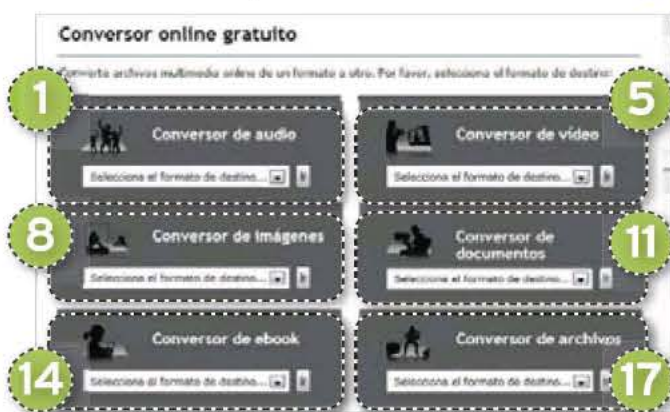 Conversor online gratuito
Converte archivos multimedia online de un formato a otro. Por favor, selecciona el formato de destino:
1
5
Conversor de audio
Conversor de vídeo
Selecciona el formato de destino...
Selecciona el formato de destino...
8
11
Conversor de imágenes
Conversor de
documentos
Selecciona el formato de destino...
Selecciona el formato de destino...
Conversor de ebook
Conversor de archivos
14
17
Selecciona el formato de destino...
Selecciona el formato de destino...